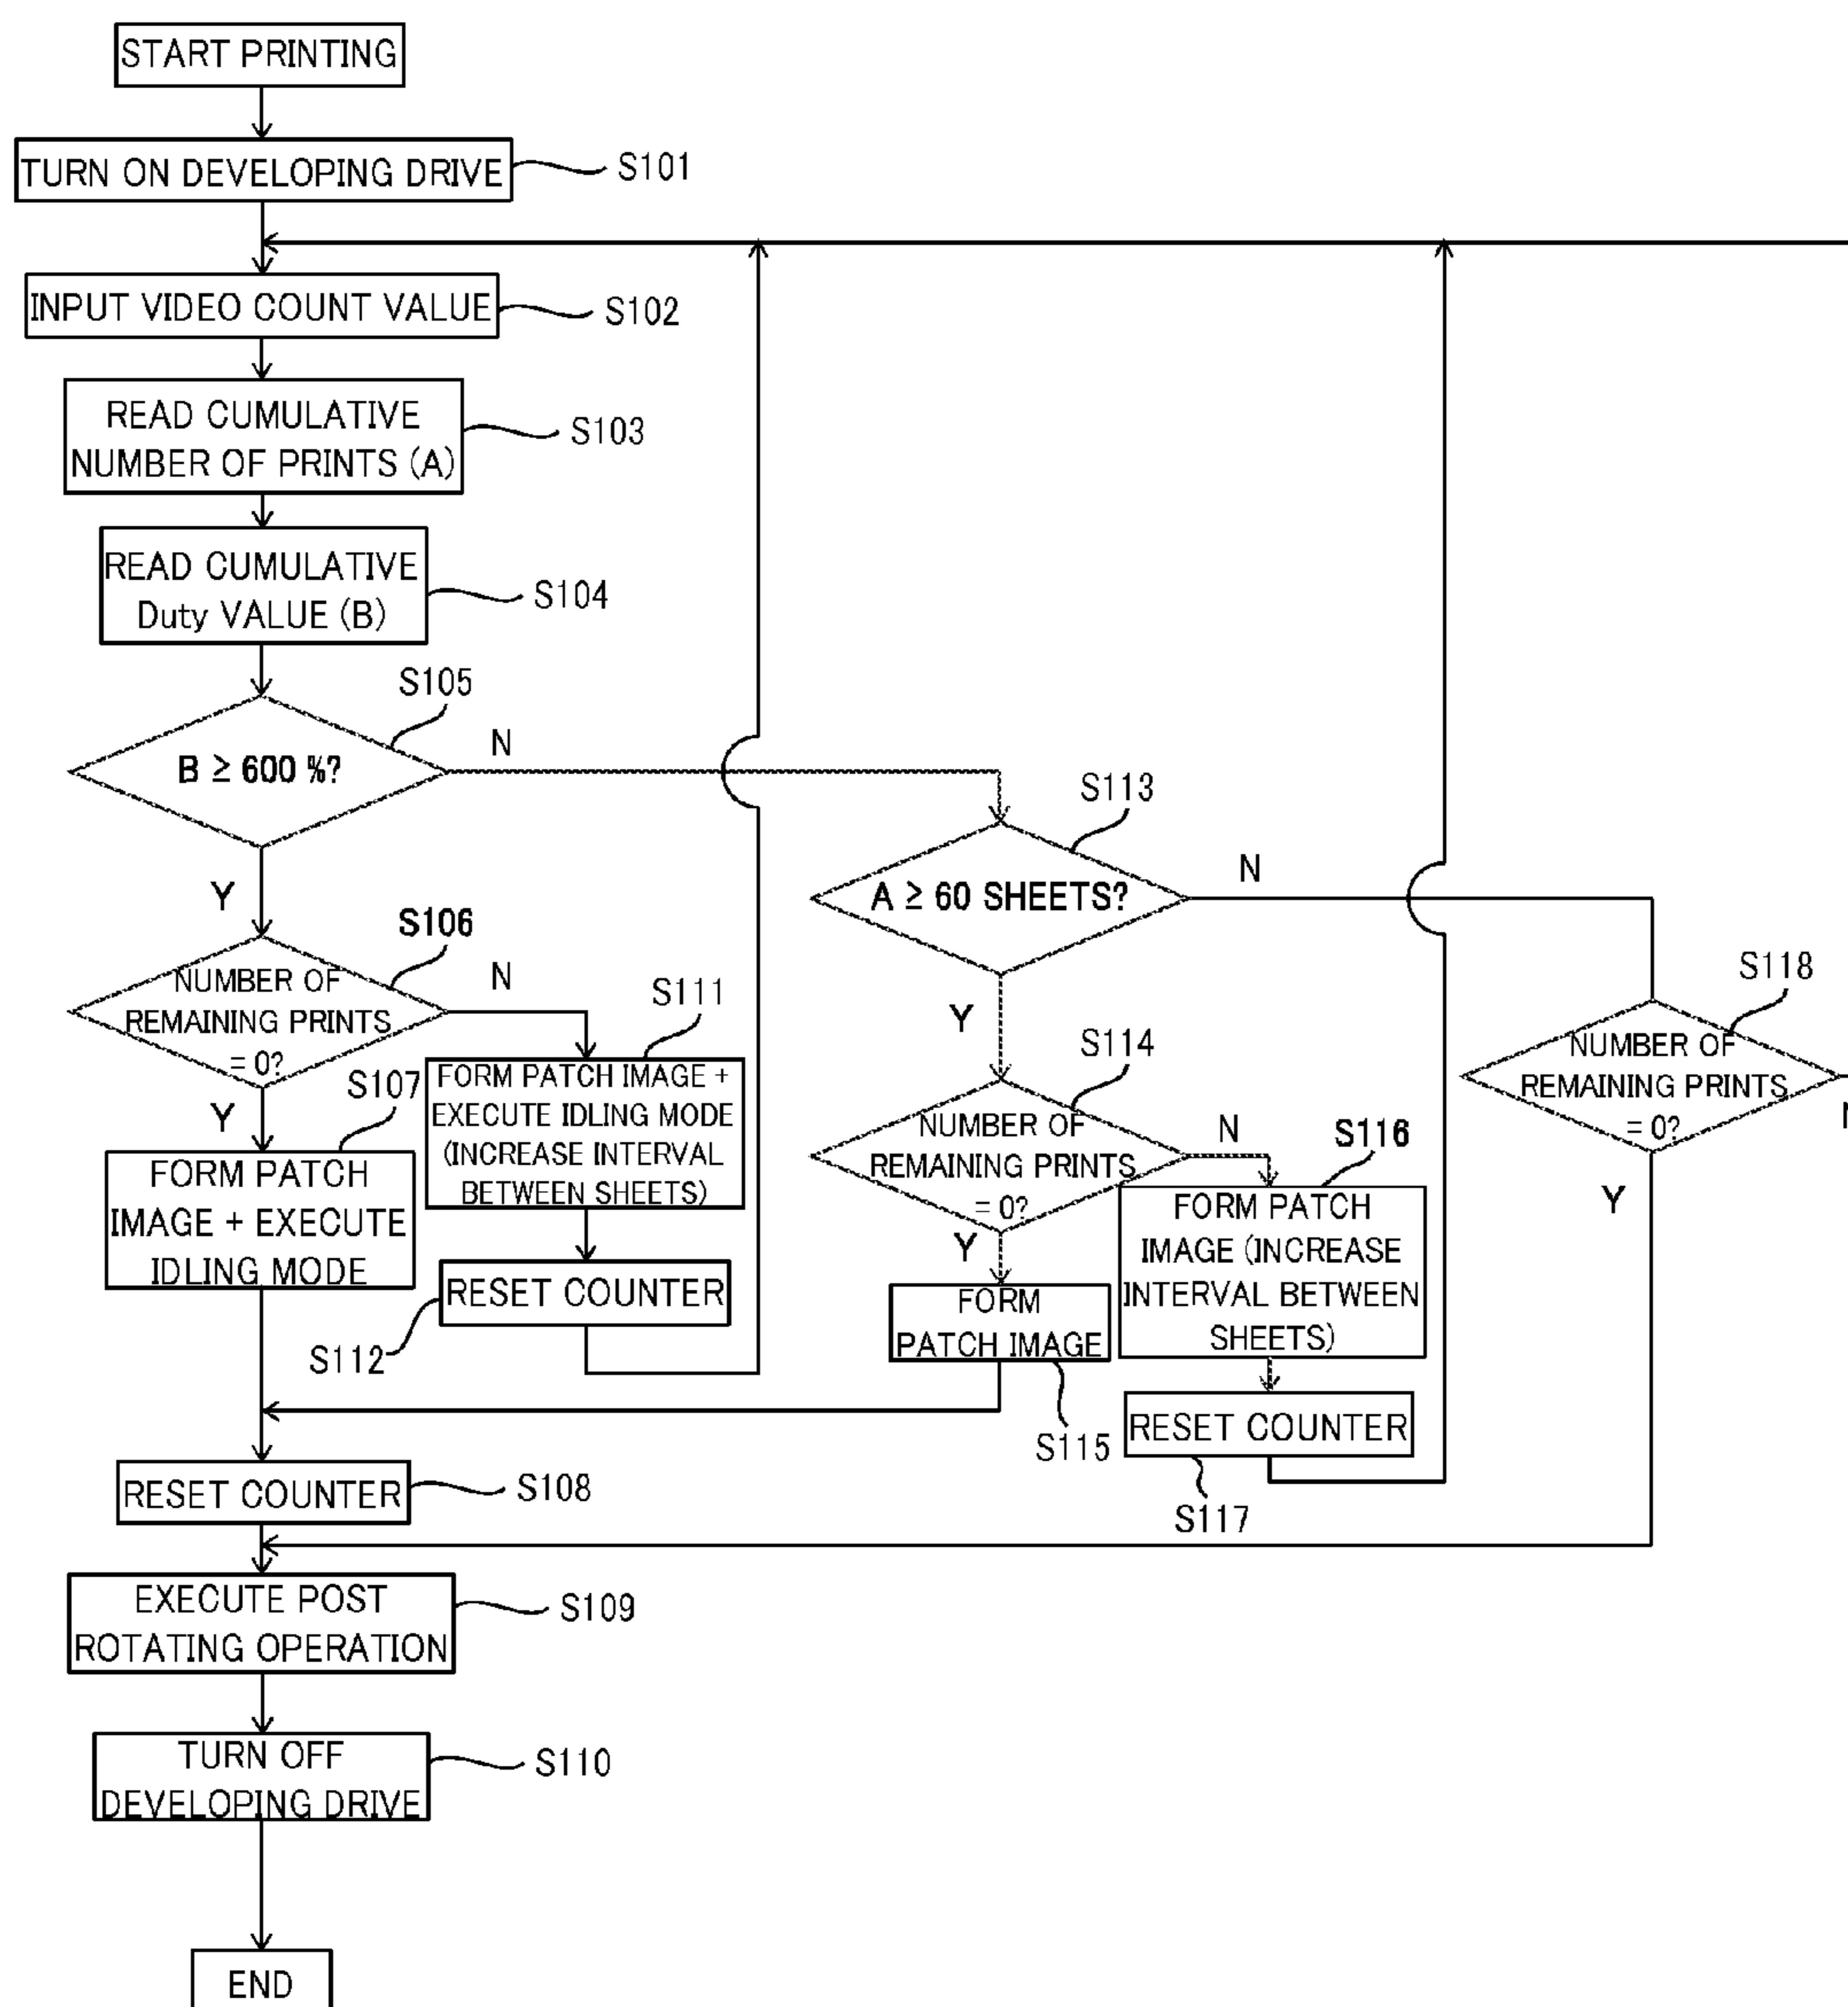 START PRINTING
TURN ON DEVELOPING DRIVE
S101
INPUT VIDEO COUNT VALUE
S102
READ CUMULATIVE
NUMBER OF PRINTS (A)
S103
READ CUMULATIVE
Duty VALUE (B)
S104
S105
B ≥ 600 %?
N
Y
S106
NUMBER OF
REMAINING PRINTS
= 0?
N
Y
S107
FORM PATCH
IMAGE + EXECUTE
IDLING MODE
S111
FORM PATCH IMAGE +
EXECUTE IDLING MODE
(INCREASE INTERVAL
BETWEEN SHEETS)
RESET COUNTER
S112
S113
A ≥ 60 SHEETS?
N
Y
S114
NUMBER OF
REMAINING PRINTS
= 0?
N
Y
FORM
PATCH IMAGE
S115
S116
FORM PATCH
IMAGE (INCREASE
INTERVAL BETWEEN
SHEETS)
RESET COUNTER
S117
S118
NUMBER OF
REMAINING PRINTS
= 0?
Y
RESET COUNTER
S108
EXECUTE POST
ROTATING OPERATION
S109
TURN OFF
DEVELOPING DRIVE
S110
END